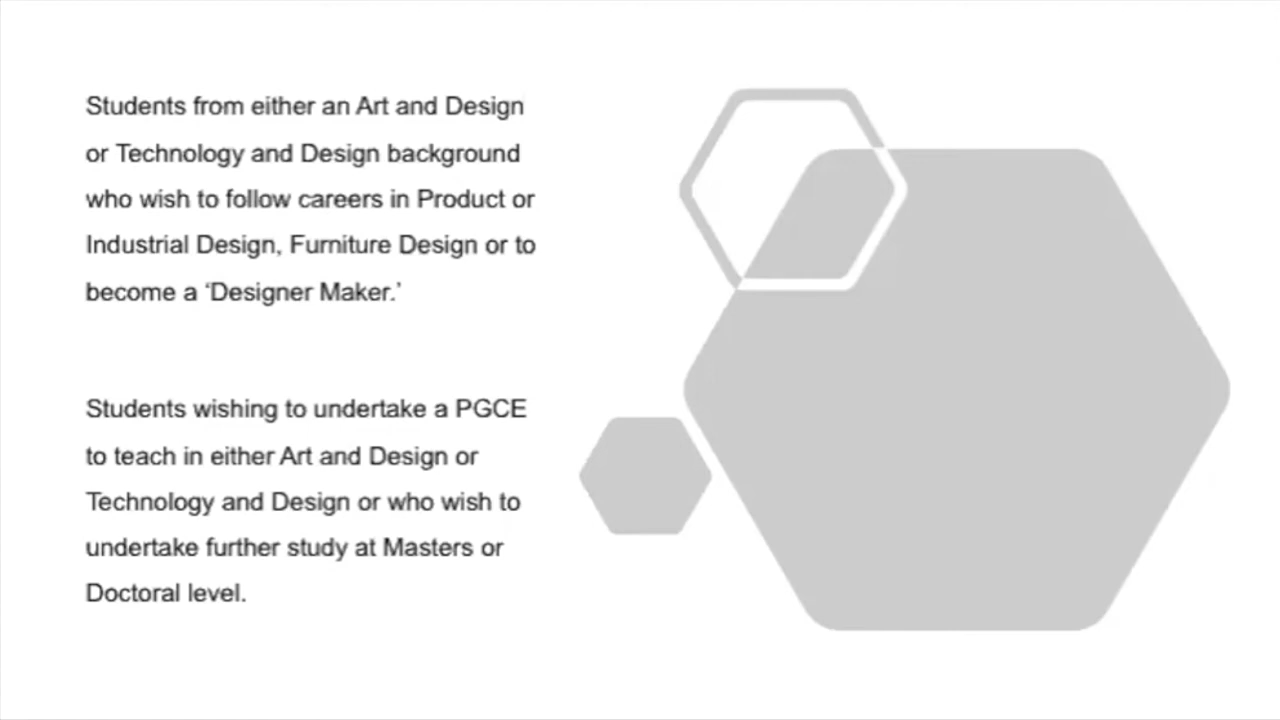 Students from either an Art and Design
or Technology and Design background
who wish to follow careers in Product or
Industrial Design, Furniture Design or to
become a ‘Designer Maker.’
Students wishing to undertake a PGCE
to teach in either Art and Design or
Technology and Design or who wish to
undertake further study at Masters or
Doctoral level.